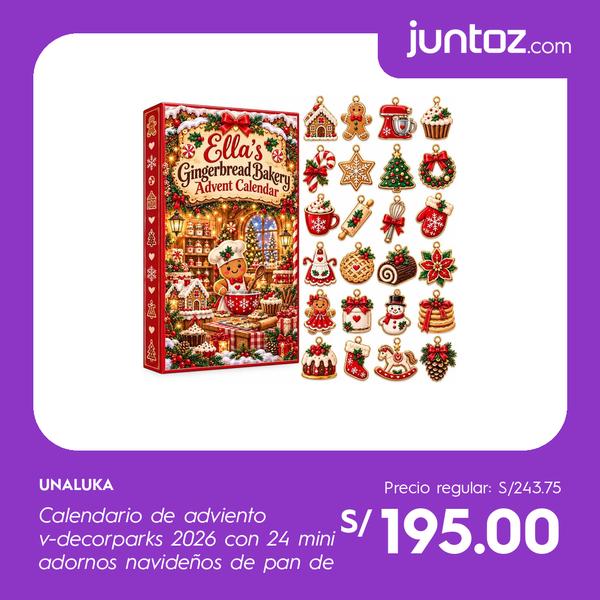 juntoz.com
Ella's
Gingerbread Bakery
Advent Calendar
UNALUKA
Calendario de adviento
v-decorparks 2026 con 24 mini
adornos navideños de pan de
Precio regular: S/243.75
S/195.00